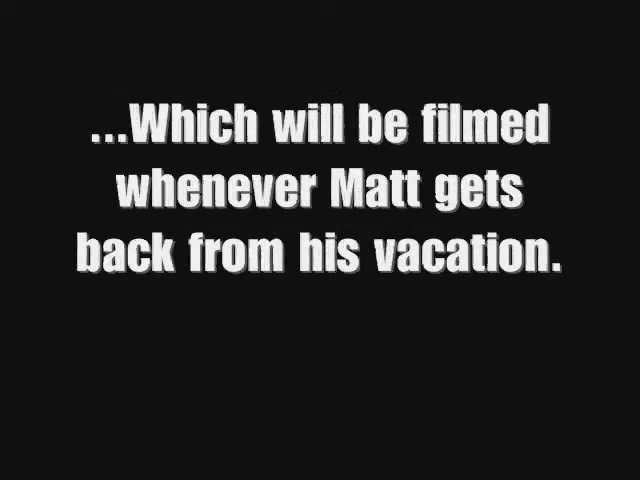 ...Which will be filmed
whenever Matt gets
back from his vacation.